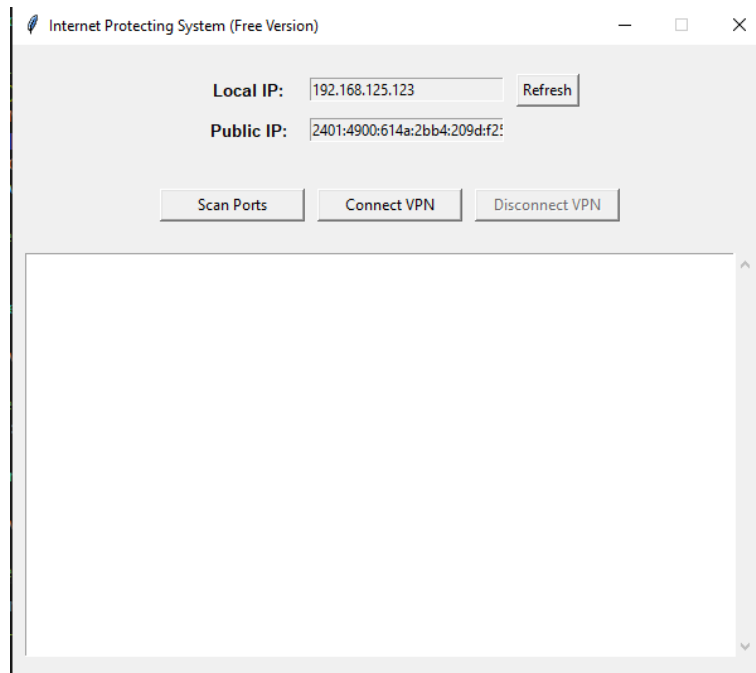 Internet Protecting System (Free Version)
Local IP: 192.168.125.123 Refresh
Public IP: 2401:4900:614a:2bb4:209d:f25
Scan Ports Connect VPN Disconnect VPN